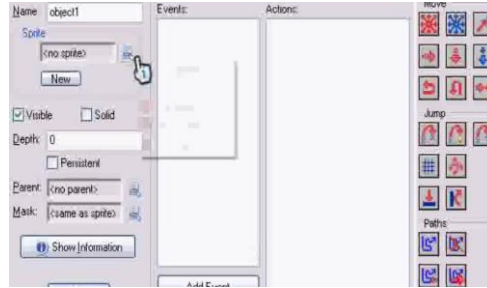 Name object1
Events:
Actions:
Move
Sprite
<no sprite>
New
Visible
Solid
Jump
Depth: 0
Persistent
Parent: <no parent>
Mask: <same as sprite>
Paths
Show Information
Add Event